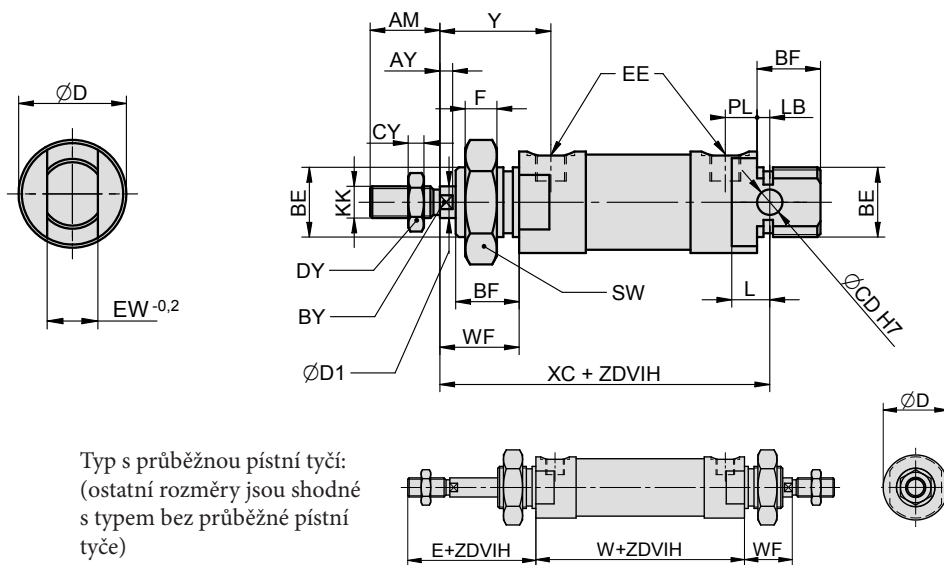 AM
Y
AY
F
EE
BF
PL
LB
CY
ØD
BE
KK
BE
DY
BF
SW
L
EW -0,2
BY
WF
ØCD H7
ØD1
XC + ZDVIH
ØD
Typ s průběžnou pístní tyčí:
(ostatní rozměry jsou shodné
s typem bez průběžné pístní
tyče)
E+ZDVIH
W+ZDVIH
WF